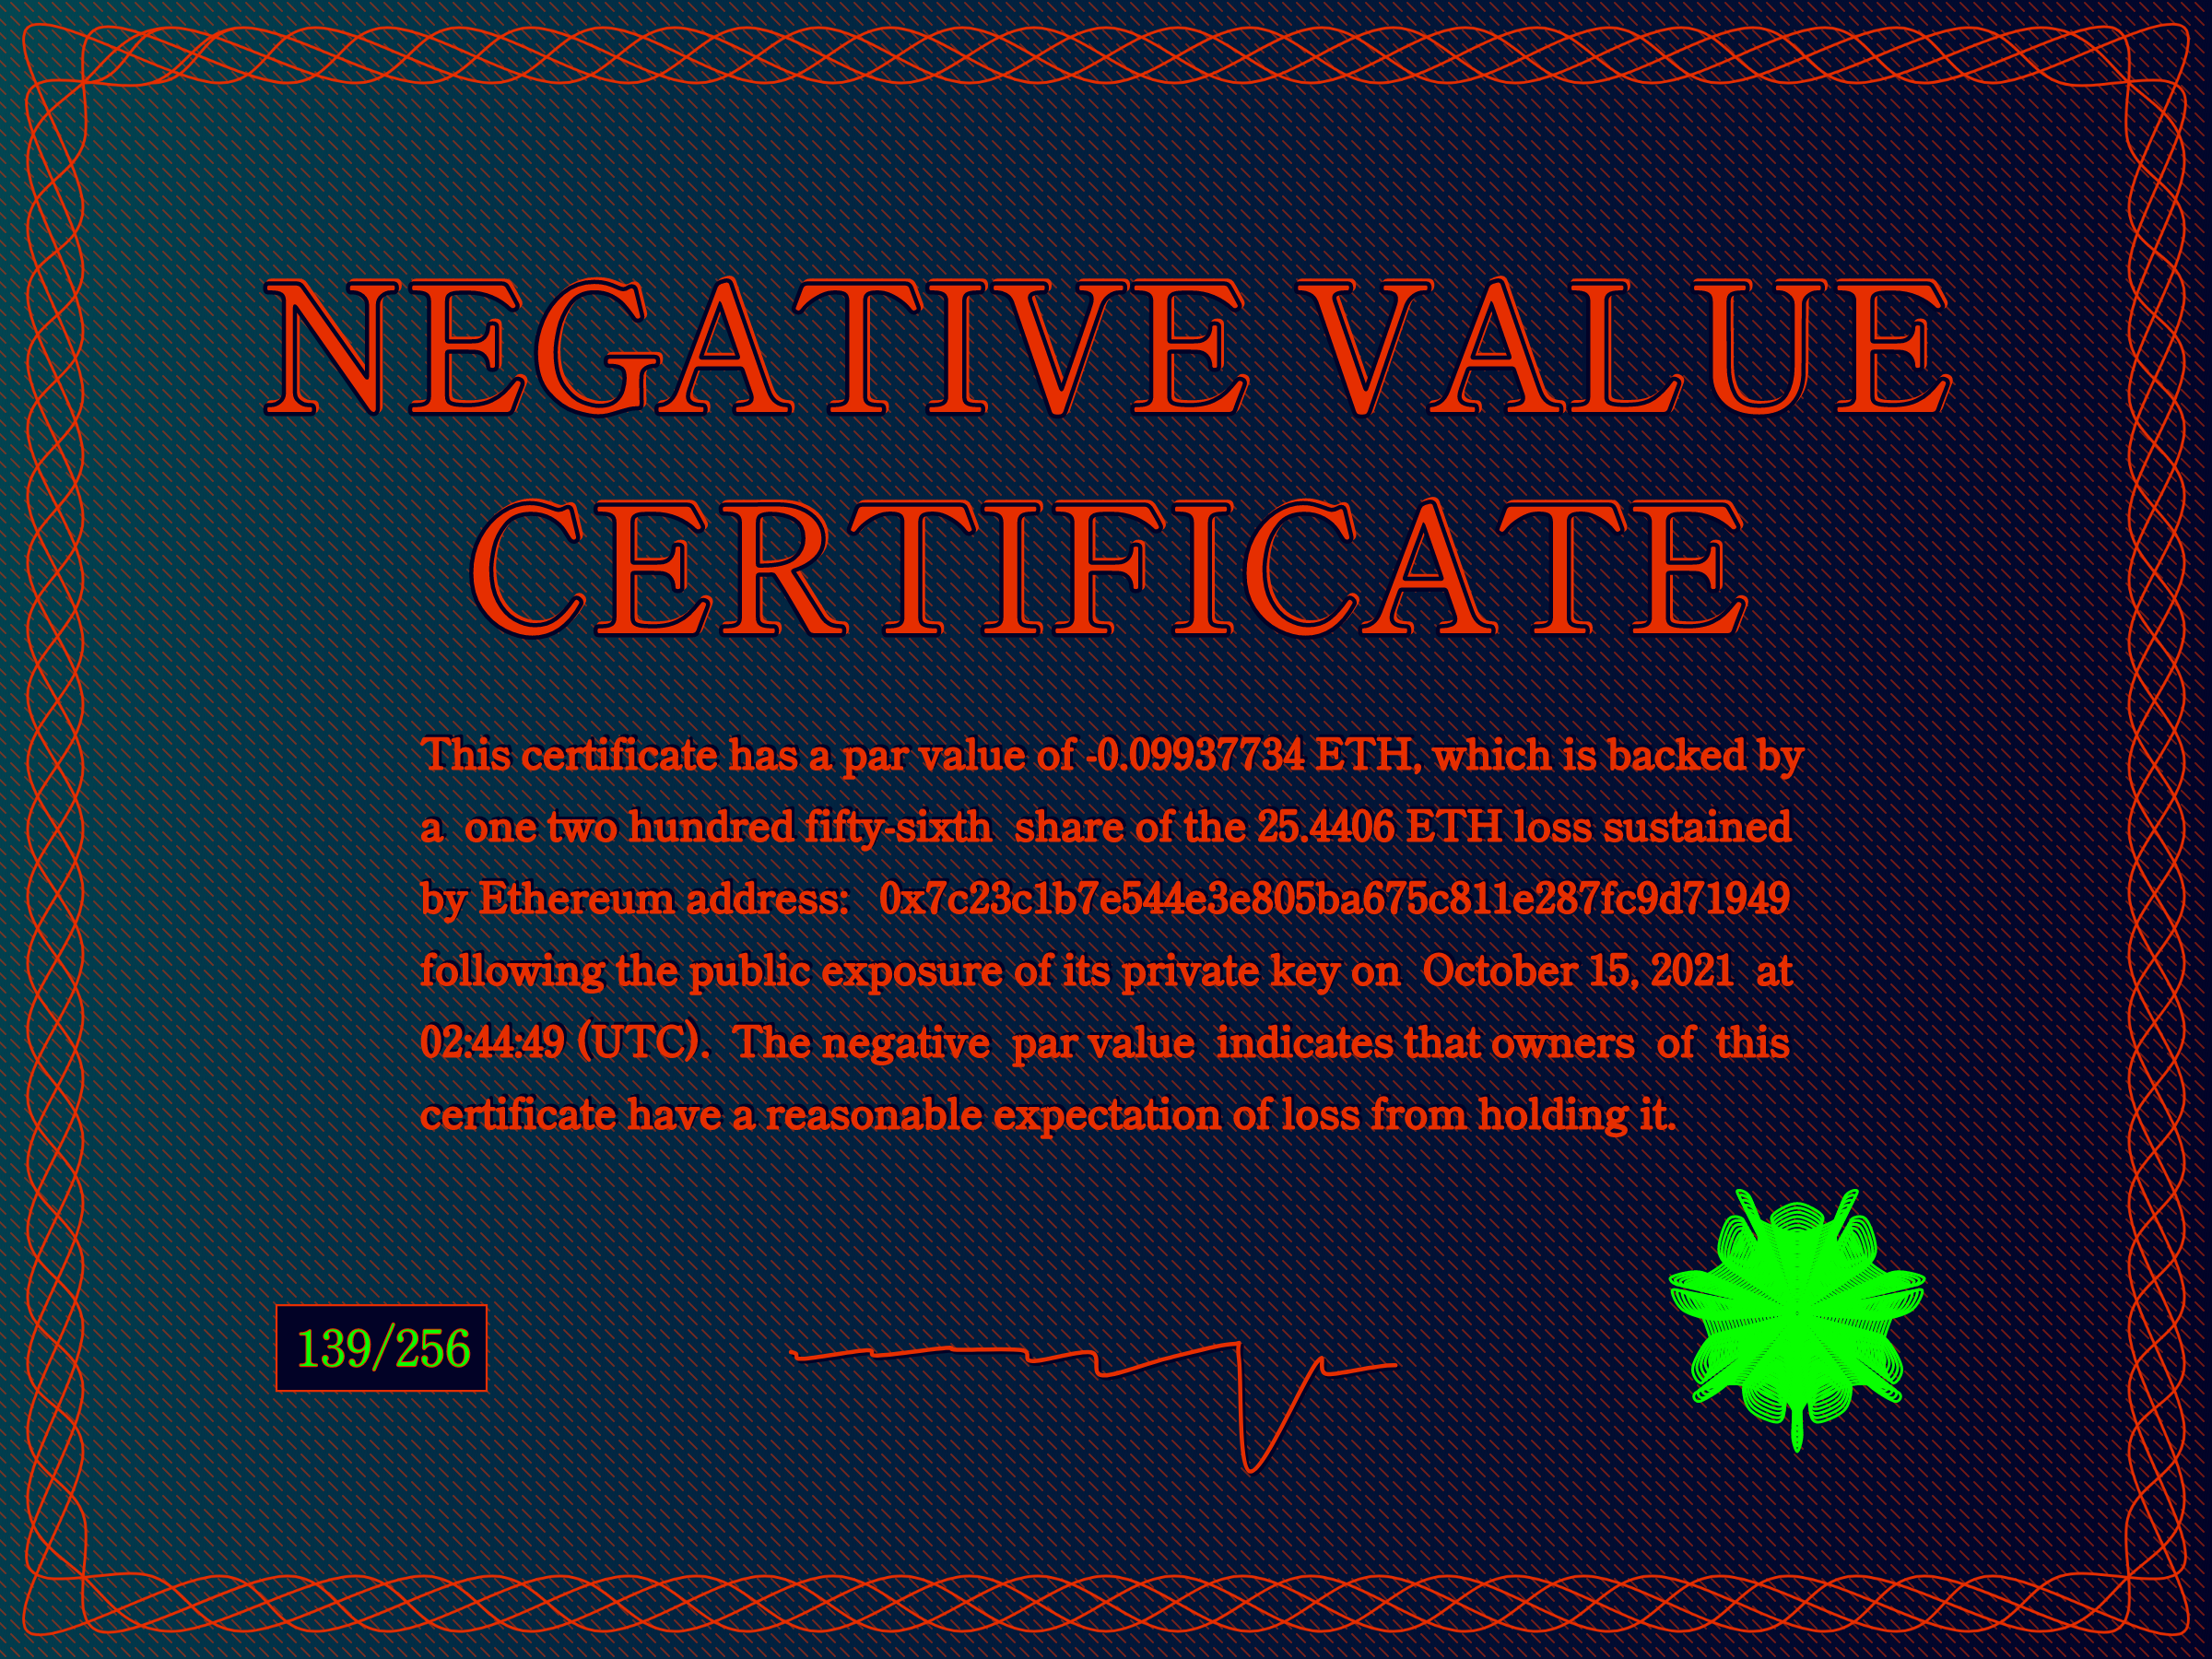 NEGATIVE VALUE
CERTIFICATE
This certificate has a par value of -0.09937734 ETH, which is backed by
a one two hundred fifty-sixth share of the 25.4406 ETH loss sustained
by Ethereum address: 0x7c23c1b7e544e3e805ba675c811e287fc9d71949
following the public exposure of its private key on October 15, 2021 at
02:44:49 (UTC). The negative par value indicates that owners of this
certificate have a reasonable expectation of loss from holding it.
139/256